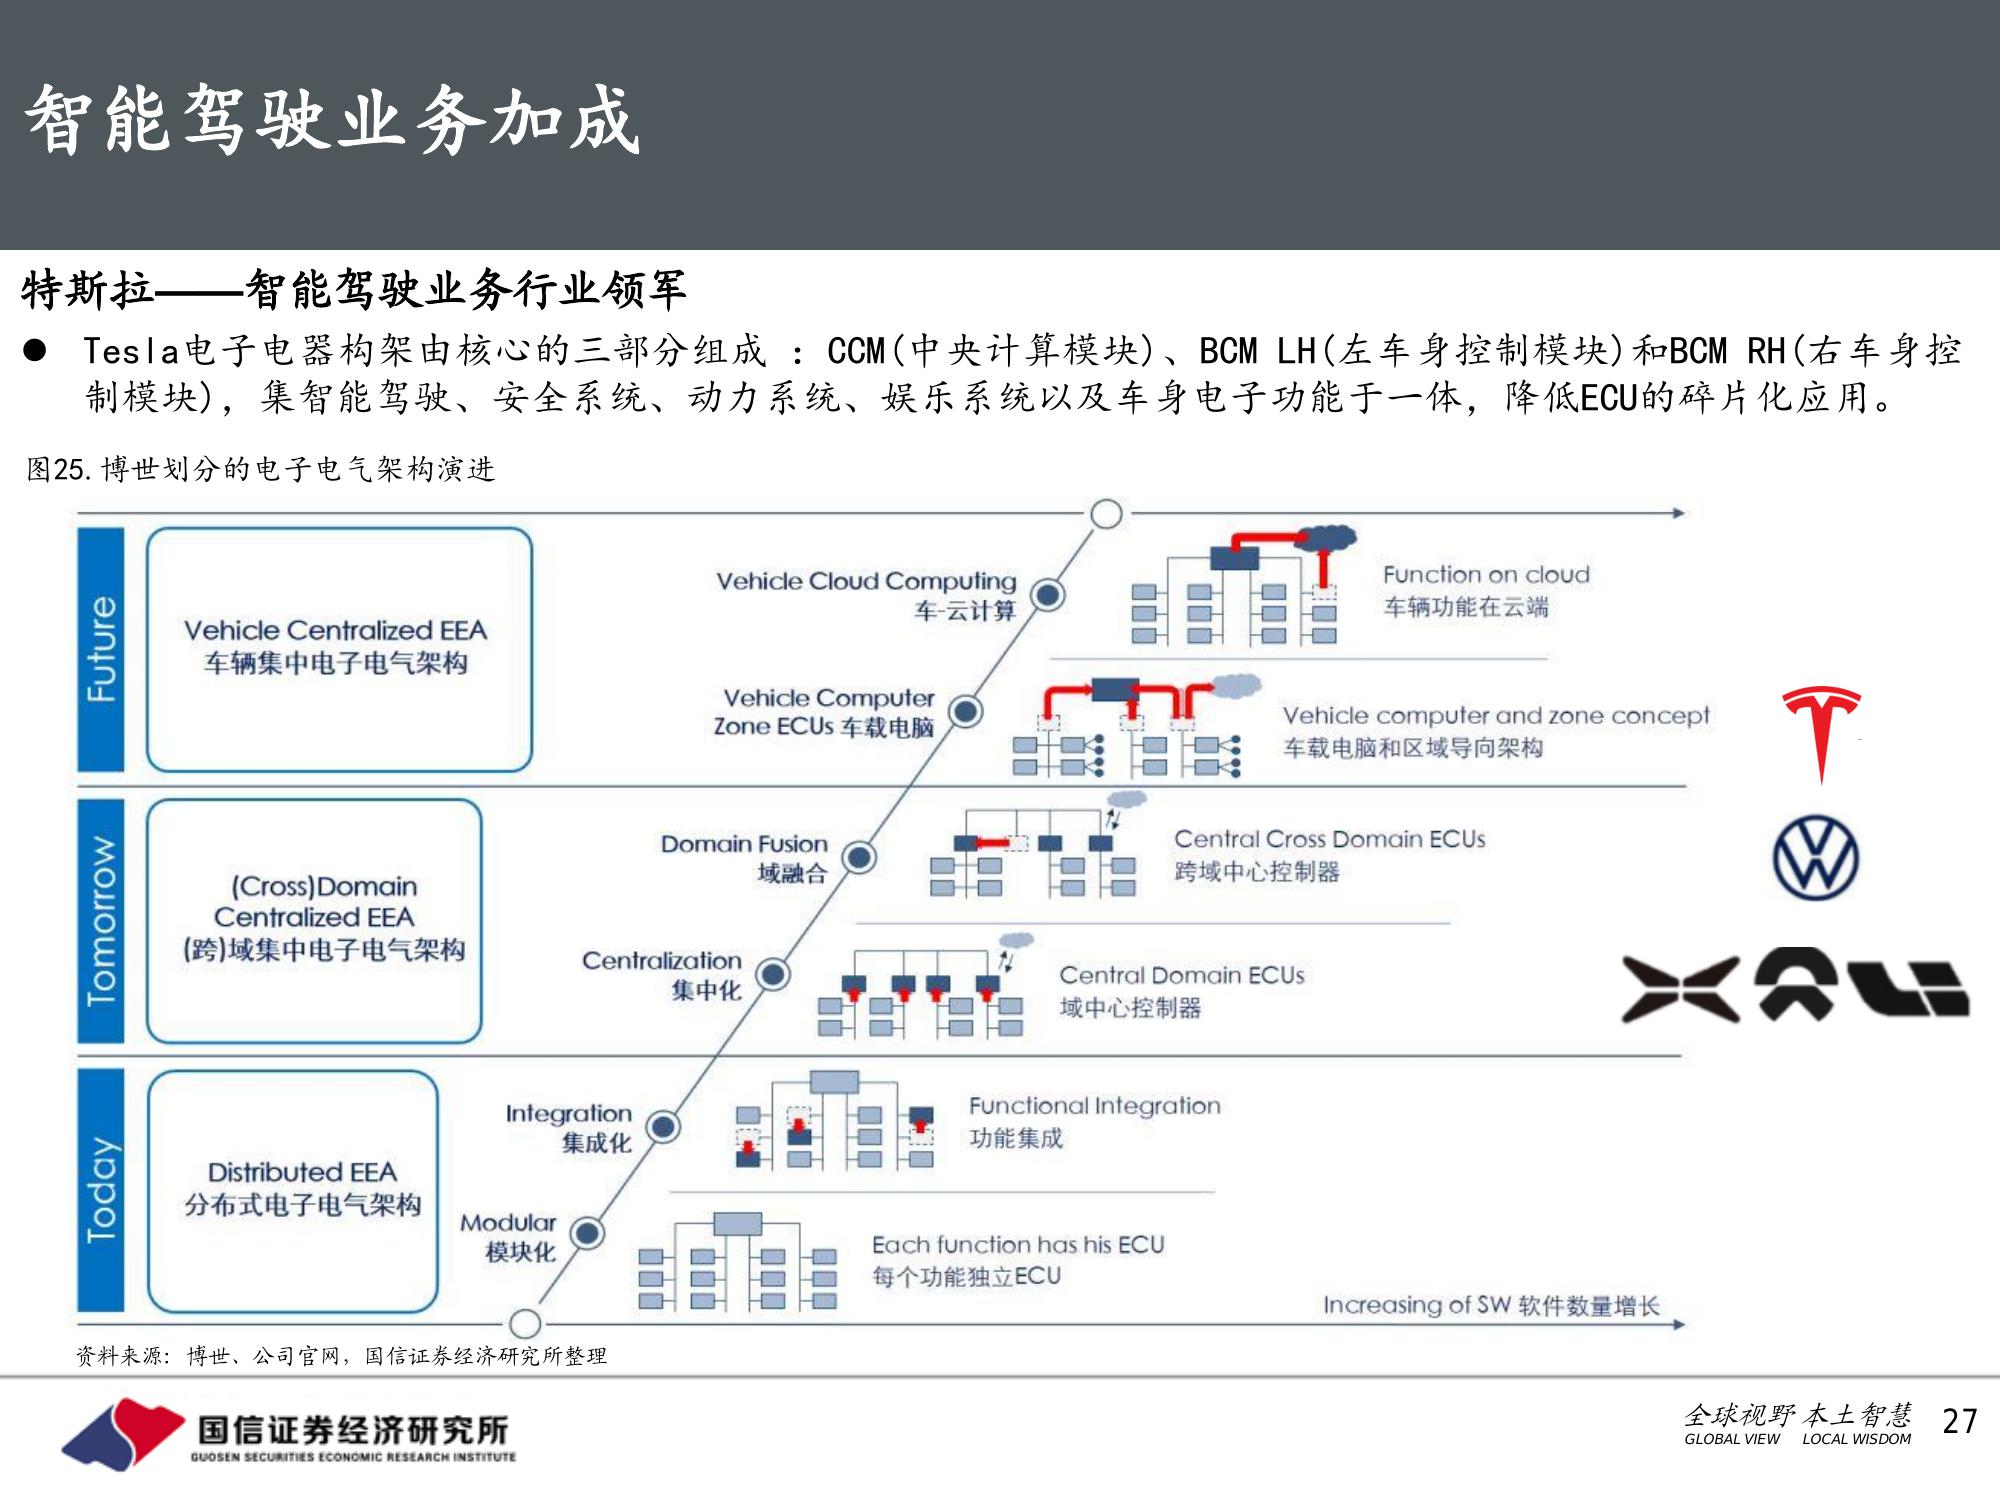 智能驾驶业务加成
特斯拉——智能驾驶业务行业领军
● Tesla电子电器构架由核心的三部分组成 ：CCM(中央计算模块)、BCM LH(左车身控制模块)和BCM RH(右车身控
制模块)，集智能驾驶、安全系统、动力系统、娱乐系统以及车身电子功能于一体，降低ECU的碎片化应用。
图25.博世划分的电子电气架构演进
Future
Vehicle Centralized EEA
车辆集中电子电气架构
Vehicle Cloud Computing
车-云计算
Function on cloud
车辆功能在云端
Vehicle Computer
Zone ECUs 车载电脑
Vehicle computer and zone concept
车载电脑和区域导向架构
Tomorrow
(Cross)Domain
Centralized EEA
(跨)域集中电子电气架构
Domain Fusion
域融合
Central Cross Domain ECUs
跨域中心控制器
Centralization
集中化
Central Domain ECUs
域中心控制器
Today
Distributed EEA
分布式电子电气架构
Integration
集成化
Functional Integration
功能集成
Modular
模块化
Each function has his ECU
每个功能独立ECU
Increasing of SW 软件数量增长
资料来源：博世、公司官网，国信证券经济研究所整理
国信证券经济研究所
GUOSEN SECURITIES ECONOMIC RESEARCH INSTITUTE
全球视野 本土智慧
GLOBAL VIEW LOCAL WISDOM
27